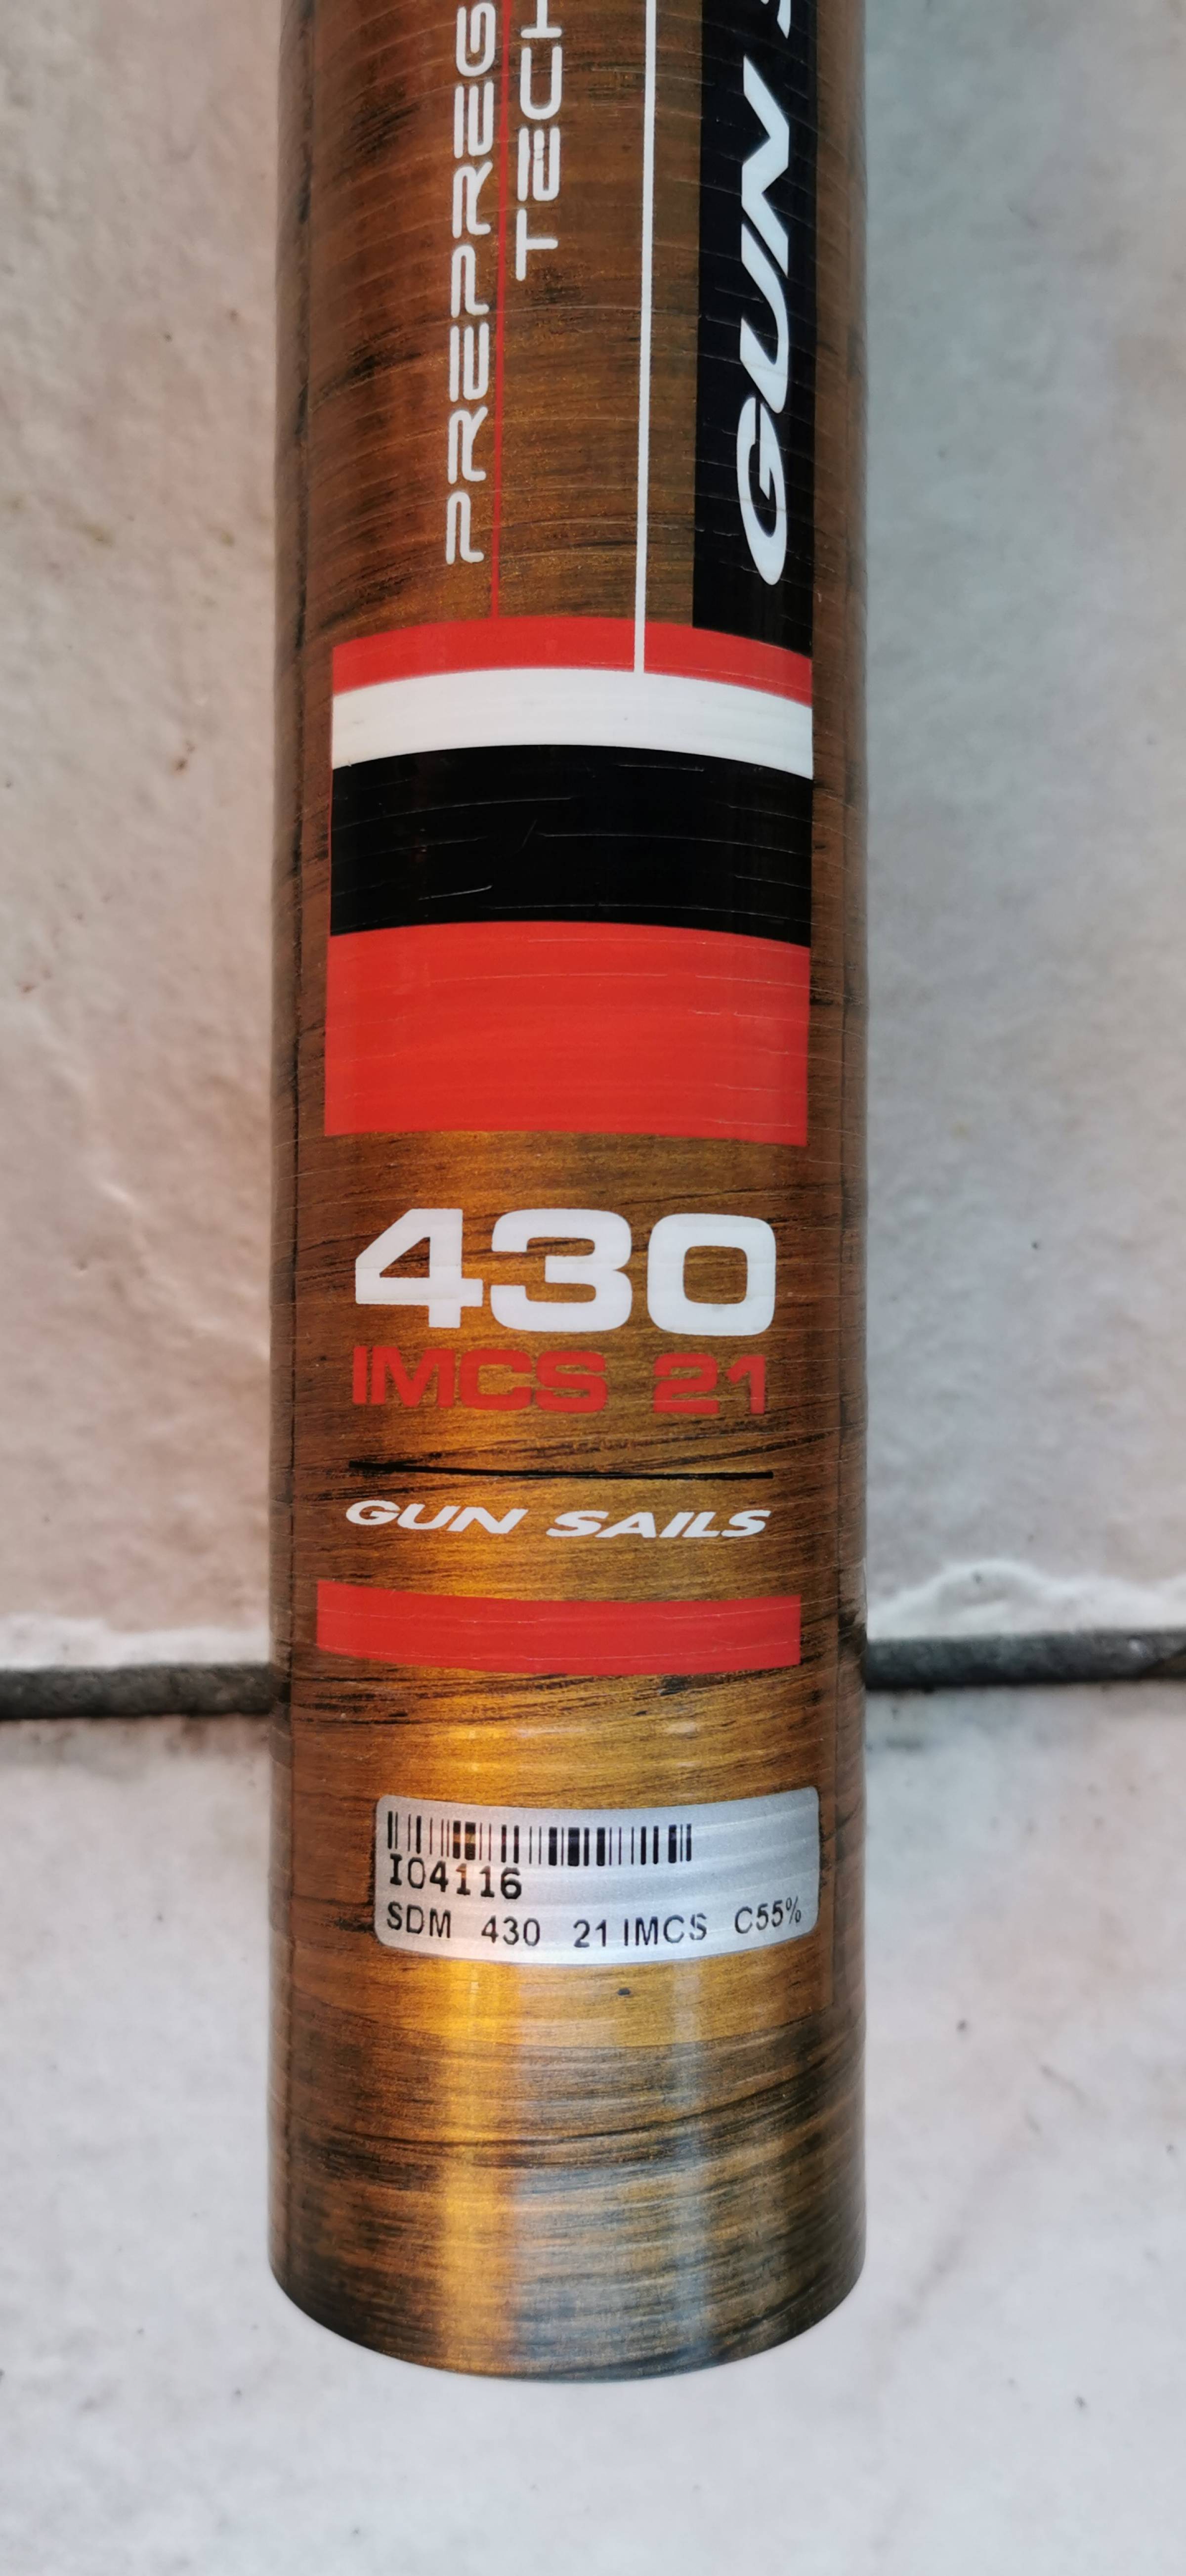 PREPREG
TECH
GUN
430
IMCS 21
GUN SAILS
I04116
SDM 430 21 IMCS C55%